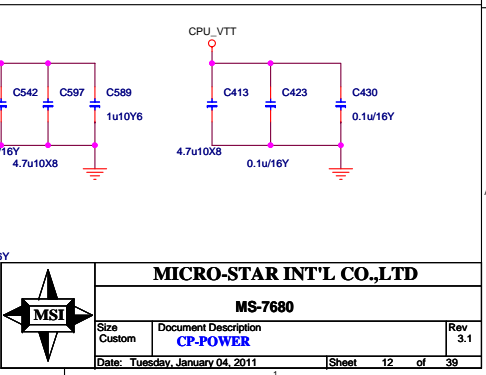 CPU_VTT
C542 C597 C589 C413 C423 C430
1u10Y6 0.1u/16Y
/16Y 4.7u10X8
4.7u10X8 0.1u/16Y
6Y
MICRO-STAR INT'L CO.,LTD
MSI
MS-7680
Size Document Description Rev
Custom CP-POWER 3.1
Date: Tuesday, January 04, 2011 Sheet 12 of 39
1